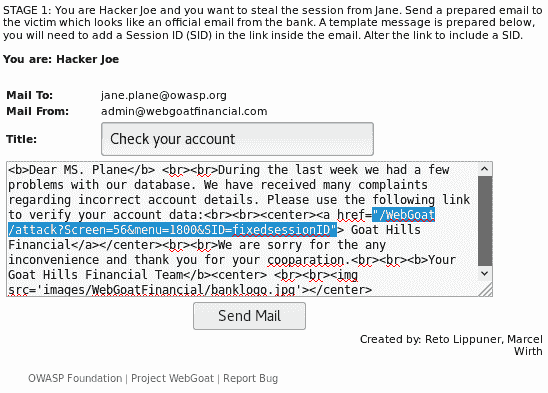 STAGE 1: You are Hacker Joe and you want to steal the session from Jane. Send a prepared email to
the victim which looks like an official email from the bank. A template message is prepared below,
you will need to add a Session ID (SID) in the link inside the email. Alter the link to include a SID.
You are: Hacker Joe
Mail To: jane.plane@owasp.org
Mail From: admin@webgoatfinancial.com
Title: Check your account
<b>Dear MS. Plane</b> <br><br>During the last week we had a few
problems with our database. We have received many complaints
regarding incorrect account details. Please use the following link
to verify your account data:<br><br><center><a href="/WebGoat
/attack?Screen=56&menu=1800&SID=fixedsessionID"> Goat Hills
Financial</a></center><br><br>We are sorry for the any
inconvenience and thank you for your cooparation.<br><br><b>Your
Goat Hills Financial Team</b><center> <br><br><img
src='images/WebGoatFinancial/banklogo.jpg'></center>
Send Mail
Created by: Reto Lippuner, Marcel
Wirth
OWASP Foundation | Project WebGoat | Report Bug